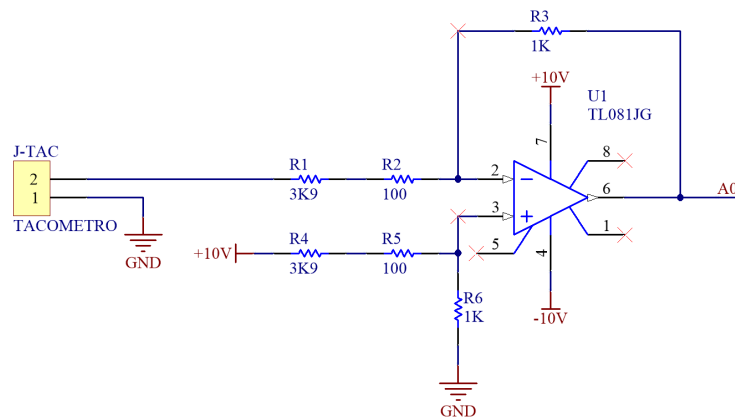 R3
1K
+10V
U1
TL081JG
J-TAC
2
1
TACOMETRO
GND
R1
3K9
R2
100
2
3
7
8
6
1
5
4
A0
+10V
R4
3K9
R5
100
R6
1K
-10V
GND